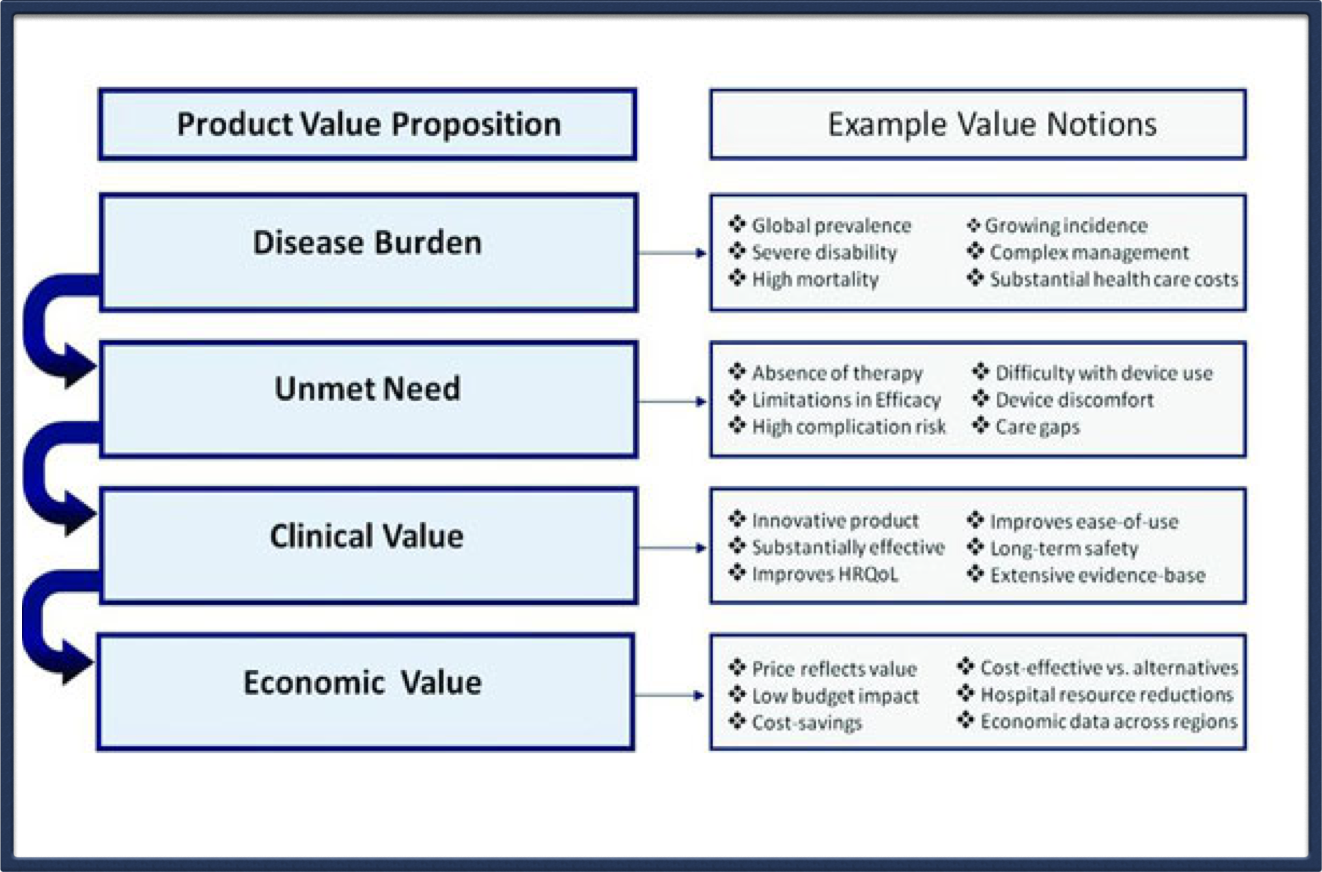 Product Value Proposition
Example Value Notions
Disease Burden
❖ Global prevalence
❖ Severe disability
❖ High mortality
❖ Growing incidence
❖ Complex management
❖ Substantial health care costs
Unmet Need
❖ Absence of therapy
❖ Limitations in Efficacy
❖ High complication risk
❖ Difficulty with device use
❖ Device discomfort
❖ Care gaps
Clinical Value
❖ Innovative product
❖ Substantially effective
❖ Improves HRQoL
❖ Improves ease-of-use
❖ Long-term safety
❖ Extensive evidence-base
Economic Value
❖ Price reflects value
❖ Low budget impact
❖ Cost-savings
❖ Cost-effective vs. alternatives
❖ Hospital resource reductions
❖ Economic data across regions